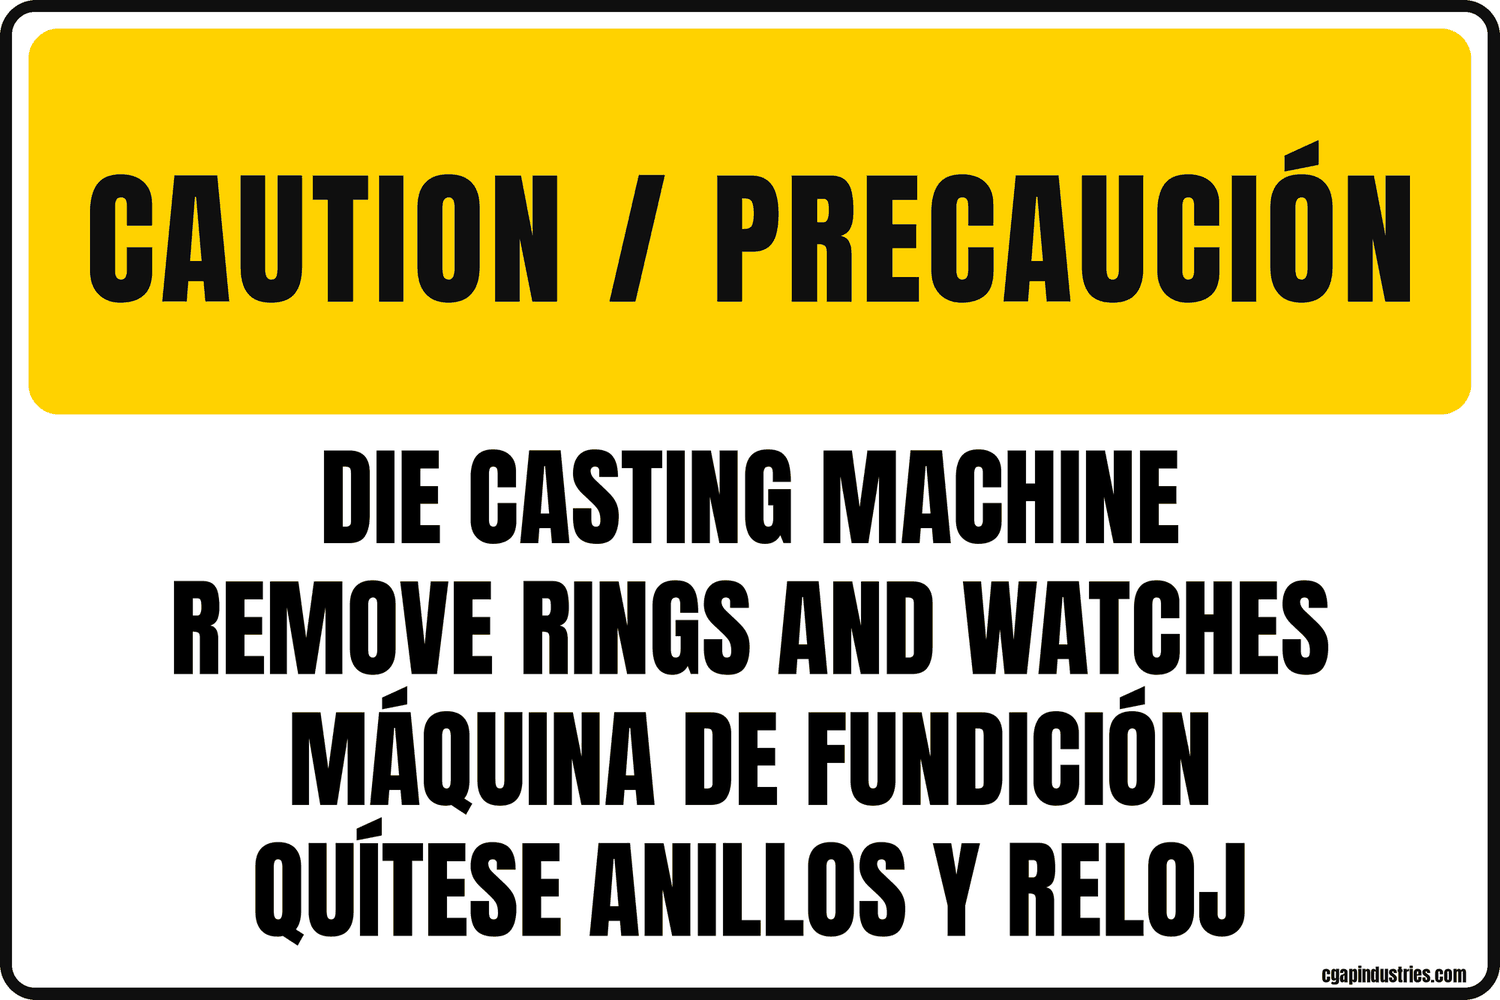 CAUTION / PRECAUCIÓN
DIE CASTING MACHINE
REMOVE RINGS AND WATCHES
MÁQUINA DE FUNDICIÓN
QUÍTESE ANILLOS Y RELOJ
cgapindustries.com